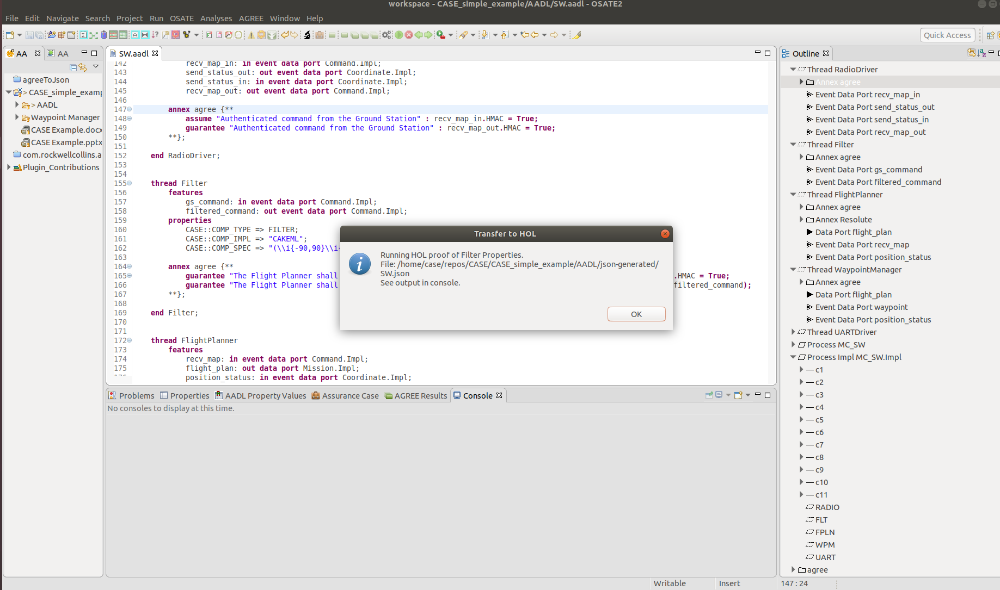 workspace - CASE_simple_example/AADL/SW.aadl - OSATE2
File Edit Navigate Search Project Run OSATE Analyses AGREE Window Help
Quick Access
AA
AA
agreeToJson
> CASE_simple_examp
> AADL
Waypoint Manager
CASE Example.docx
CASE Example.pptx
com.rockwellcollins.a
Plugin_Contributions
SW.aadl
142 recv_map_in: in event data port Command.Impl;
143 send_status_out: out event data port Coordinate.Impl;
144 send_status_in: in event data port Coordinate.Impl;
145 recv_map_out: out event data port Command.Impl;
146
147 annex agree {**
148 assume "Authenticated command from the Ground Station" : recv_map_in.HMAC = True;
149 guarantee "Authenticated command from the Ground Station" : recv_map_out.HMAC = True;
150 **};
151
152 end RadioDriver;
153
154
155 thread Filter
156 features
157 gs_command: in event data port Command.Impl;
158 filtered_command: out event data port Command.Impl;
159 properties
160 CASE::COMP_TYPE => FILTER;
161 CASE::COMP_IMPL => "CAKEML";
162 CASE::COMP_SPEC => "(\\i{-90,90}\\i{
163
164 annex agree {**
165 guarantee "The Flight Planner shall .HMAC = True;
166 guarantee "The Flight Planner shall filtered_command);
167 **};
168
169 end Filter;
170
171
172 thread FlightPlanner
173 features
174 recv_map: in event data port Command.Impl;
175 flight_plan: out data port Mission.Impl;
position_status: in event data port Coordinate.Impl;
Transfer to HOL
Running HOL proof of Filter Properties.
File: /home/case/repos/CASE/CASE_simple_example/AADL/json-generated/
SW.json
See output in console.
OK
Problems Properties AADL Property Values Assurance Case AGREE Results Console
No consoles to display at this time.
Outline
Thread RadioDriver
Annex agree
Event Data Port recv_map_in
Event Data Port send_status_out
Event Data Port send_status_in
Event Data Port recv_map_out
Thread Filter
Annex agree
Event Data Port gs_command
Event Data Port filtered_command
Thread FlightPlanner
Annex agree
Annex Resolute
Data Port flight_plan
Event Data Port recv_map
Event Data Port position_status
Thread WaypointManager
Annex agree
Data Port flight_plan
Event Data Port waypoint
Event Data Port position_status
Thread UARTDriver
Process MC_SW
Process Impl MC_SW.Impl
c1
c2
c3
c4
c5
c6
c7
c8
c9
c10
c11
RADIO
FLT
FPLN
WPM
UART
agree
Writable Insert 147 : 24